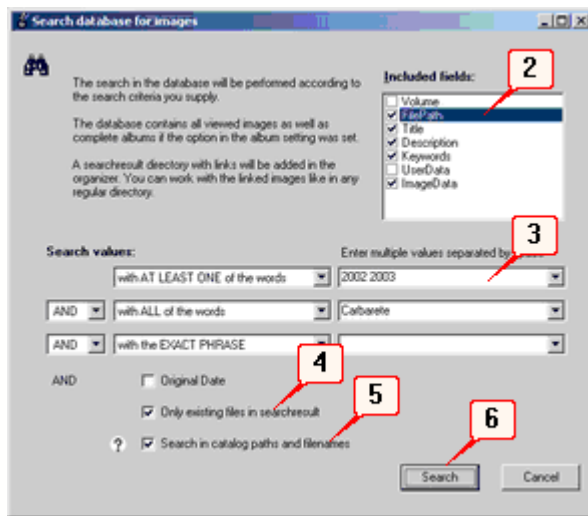 Search database for images
2
Included fields:
The search in the database will be performed according to
the search criteria you supply.
The database contains all viewed images as well as
complete albums if the option in the album setting was set.
A searchresult directory with links will be added in the
organizer. You can work with the linked images like in any
regular directory.
Volume
FilePath
Title
Description
Keywords
UserData
ImageData
3
Search values:
Enter multiple values separated by
with AT LEAST ONE of the words
2002 2003
AND
with ALL of the words
Carbarete
AND
with the EXACT PHRASE
4
AND
Original Date
5
Only existing files in searchresult
6
?
Search in catalog paths and filenames
Search
Cancel